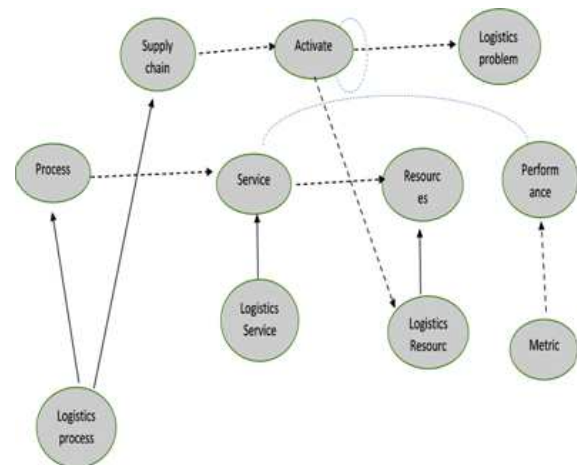 Supply
chain
Activate
Logistics
problem
Process
Service
Resourc
es
Perform
ance
Logistics
Service
Logistics
Resourc
Metric
Logistics
process